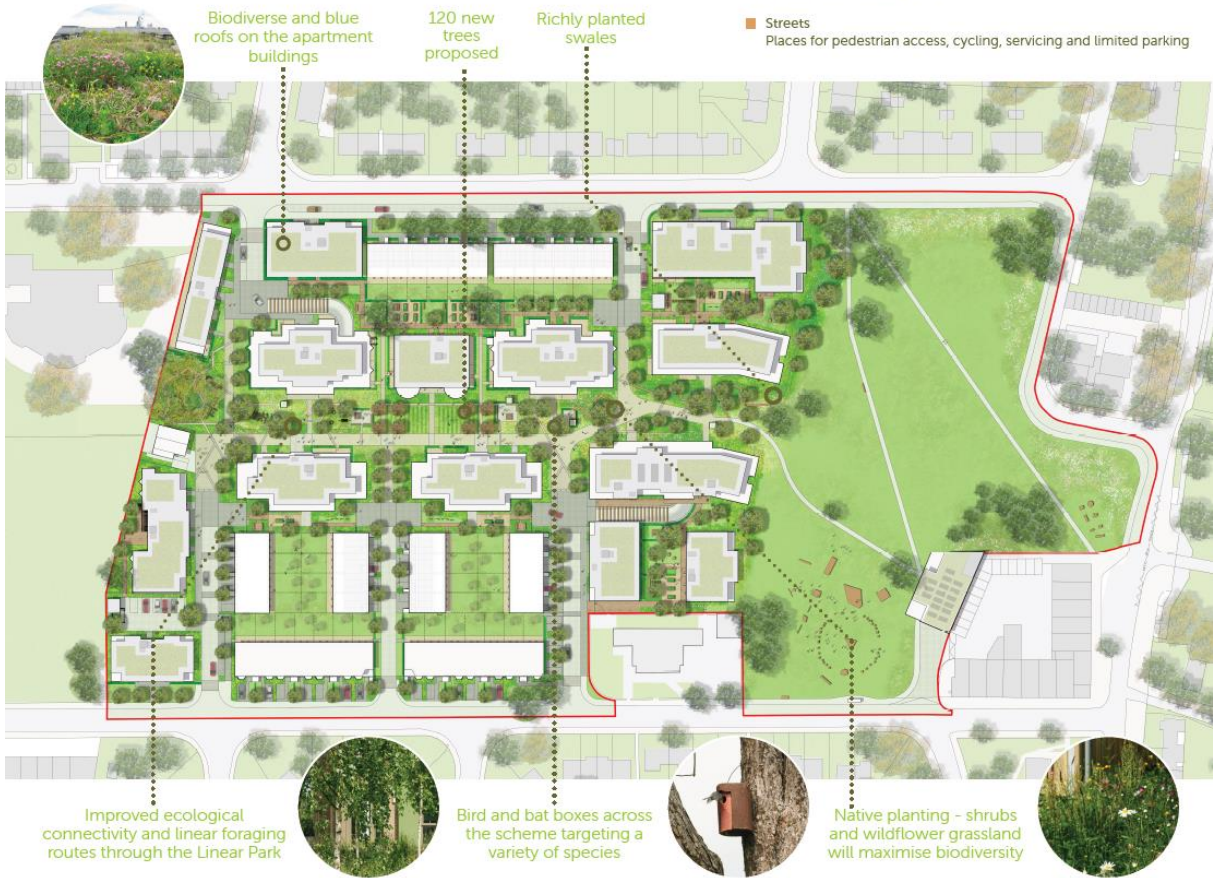 Biodiverse and blue
roofs on the apartment
buildings
120 new
trees
proposed
Richly planted
swales
Streets
Places for pedestrian access, cycling, servicing and limited parking
Improved ecological
connectivity and linear foraging
routes through the Linear Park
Bird and bat boxes across
the scheme targeting a
variety of species
Native planting - shrubs
and wildflower grassland
will maximise biodiversity